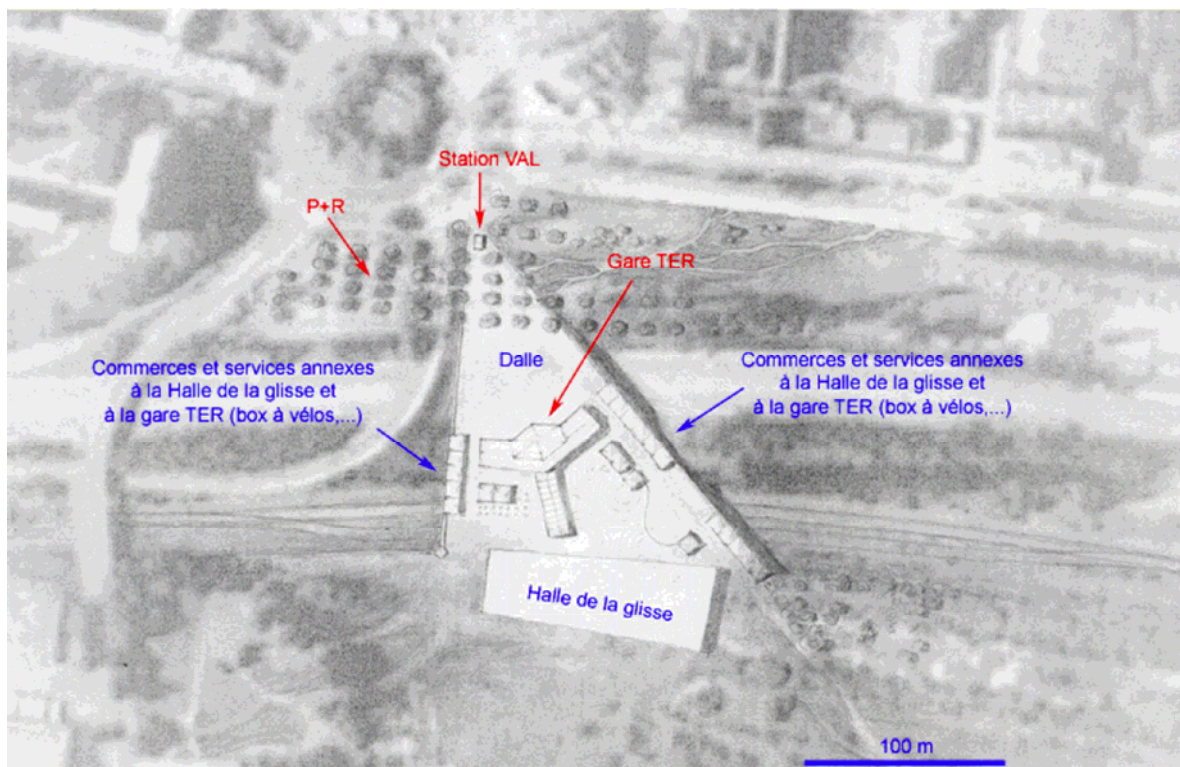 Station VAL
P+R
Gare TER
Commerces et services annexes
à la Halle de la glisse et
à la gare TER (box à vélos,...)
Dalle
Commerces et services annexes
à la Halle de la glisse et
à la gare TER (box à vélos,...)
Halle de la glisse
100 m